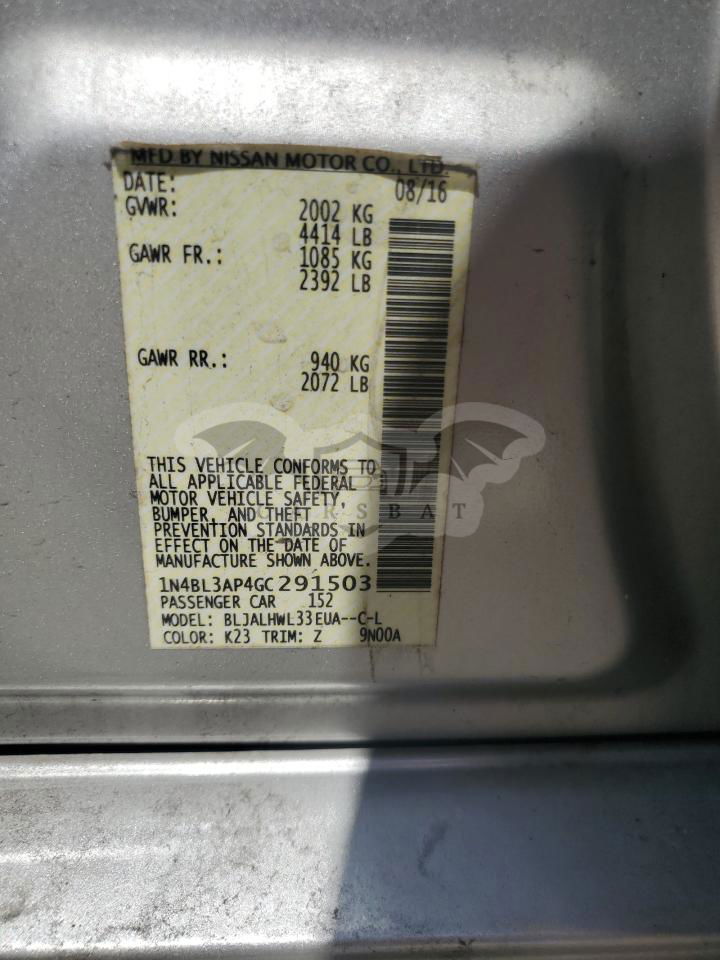 MFD BY NISSAN MOTOR CO., LTD.
DATE: 08/16
GVWR: 2002 KG
4414 LB
GAWR FR.: 1085 KG
2392 LB
GAWR RR.: 940 KG
2072 LB
THIS VEHICLE CONFORMS TO
ALL APPLICABLE FEDERAL
MOTOR VEHICLE SAFETY,
BUMPER, AND THEFT
PREVENTION STANDARDS IN
EFFECT ON THE DATE OF
MANUFACTURE SHOWN ABOVE.
1N4BL3AP4GC291503
PASSENGER CAR 152
MODEL: BLJALHWL33EUA--C-L
COLOR: K23 TRIM: Z 9N00A